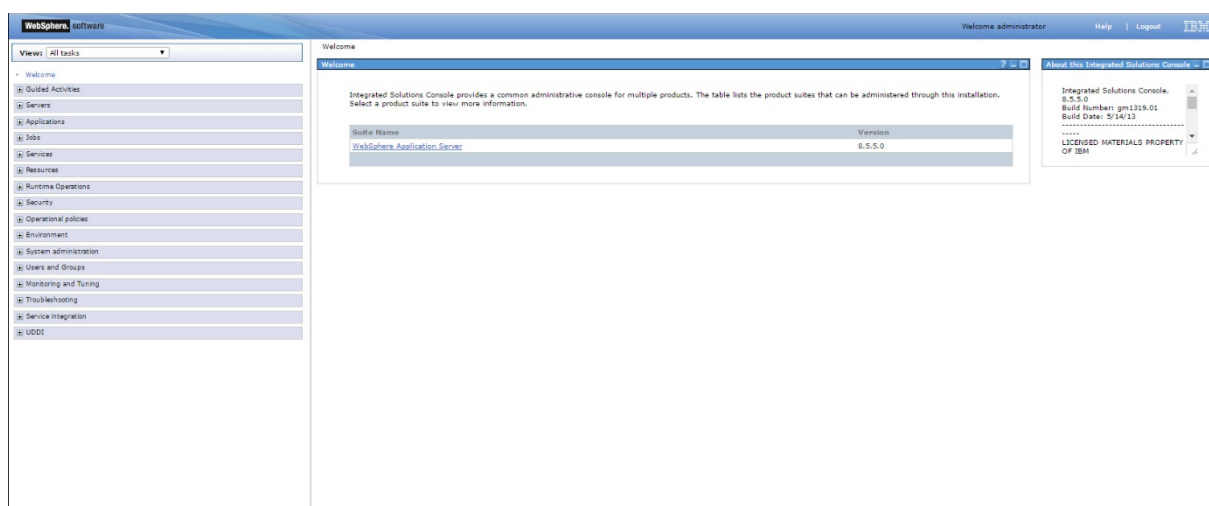 WebSphere. software
Welcome administrator
Help | Logout
IBM
View: All tasks
Welcome
Guided Activities
Servers
Applications
Jobs
Services
Resources
Runtime Operations
Security
Operational policies
Environment
System administration
Users and Groups
Monitoring and Tuning
Troubleshooting
Service integration
UDDI
Welcome
Welcome
Integrated Solutions Console provides a common administrative console for multiple products. The table lists the product suites that can be administered through this installation.
Select a product suite to view more information.
Suite Name Version
WebSphere Application Server 8.5.5.0
About this Integrated Solutions Console
Integrated Solutions Console.
8.5.5.0
Build Number: gm1319.01
Build Date: 5/14/13
---------------------------------
-----
LICENSED MATERIALS PROPERTY
OF IBM